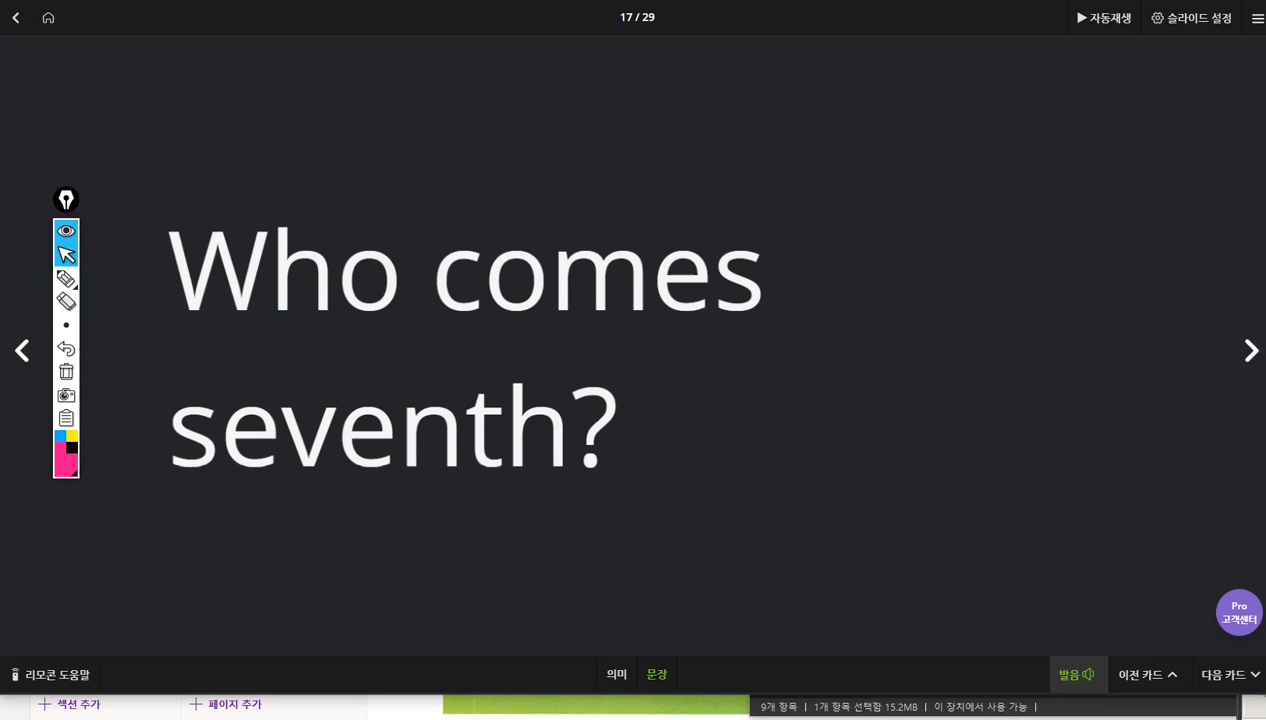 17 / 29
자동재생
슬라이드 설정
Who comes
seventh?
Pro
고객센터
리모콘 도움말
의미
문장
발음
이전 카드
다음 카드
섹션 추가
페이지 추가
9개 항목 | 1개 항목 선택함 15.2MB | 이 장치에서 사용 가능 |